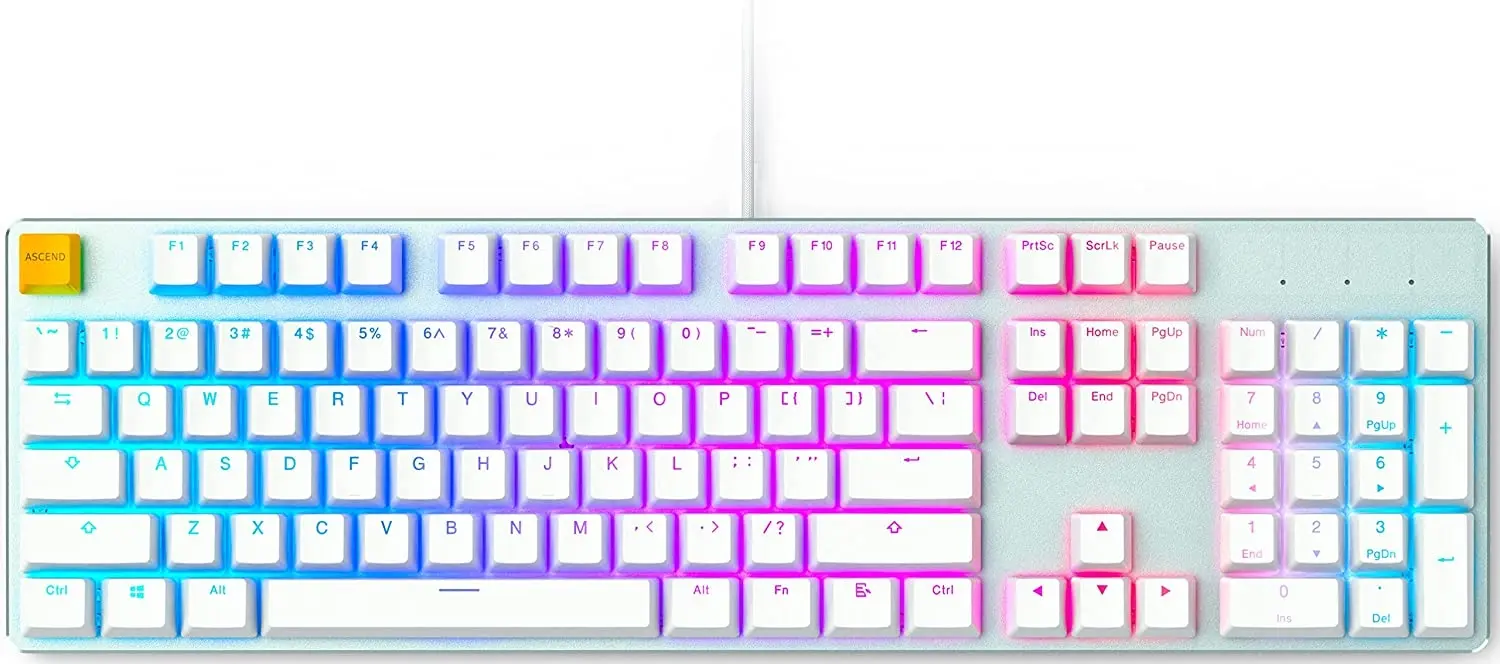 ASCEND F1 F2 F3 F4 F5 F6 F7 F8 F9 F10 F11 F12 PrtSc ScrLk Pause
`~ 1! 2@ 3# 4$ 5% 6^ 7& 8* 9( 0) -_ =+ ← Ins Home PgUp Num / * −
Q W E R T Y U I O P [{ ]} \¦ Del End PgDn 7 8 9 +
Home ▲ PgUp
A S D F G H J K L ;: '" 4 5 6
◀ ▶
Z X C V B N M ,< .> /? ▲ 1 2 3
End ▼ PgDn
Ctrl Alt Alt Fn Ctrl ◀ ▼ ▶ 0 .
Ins Del